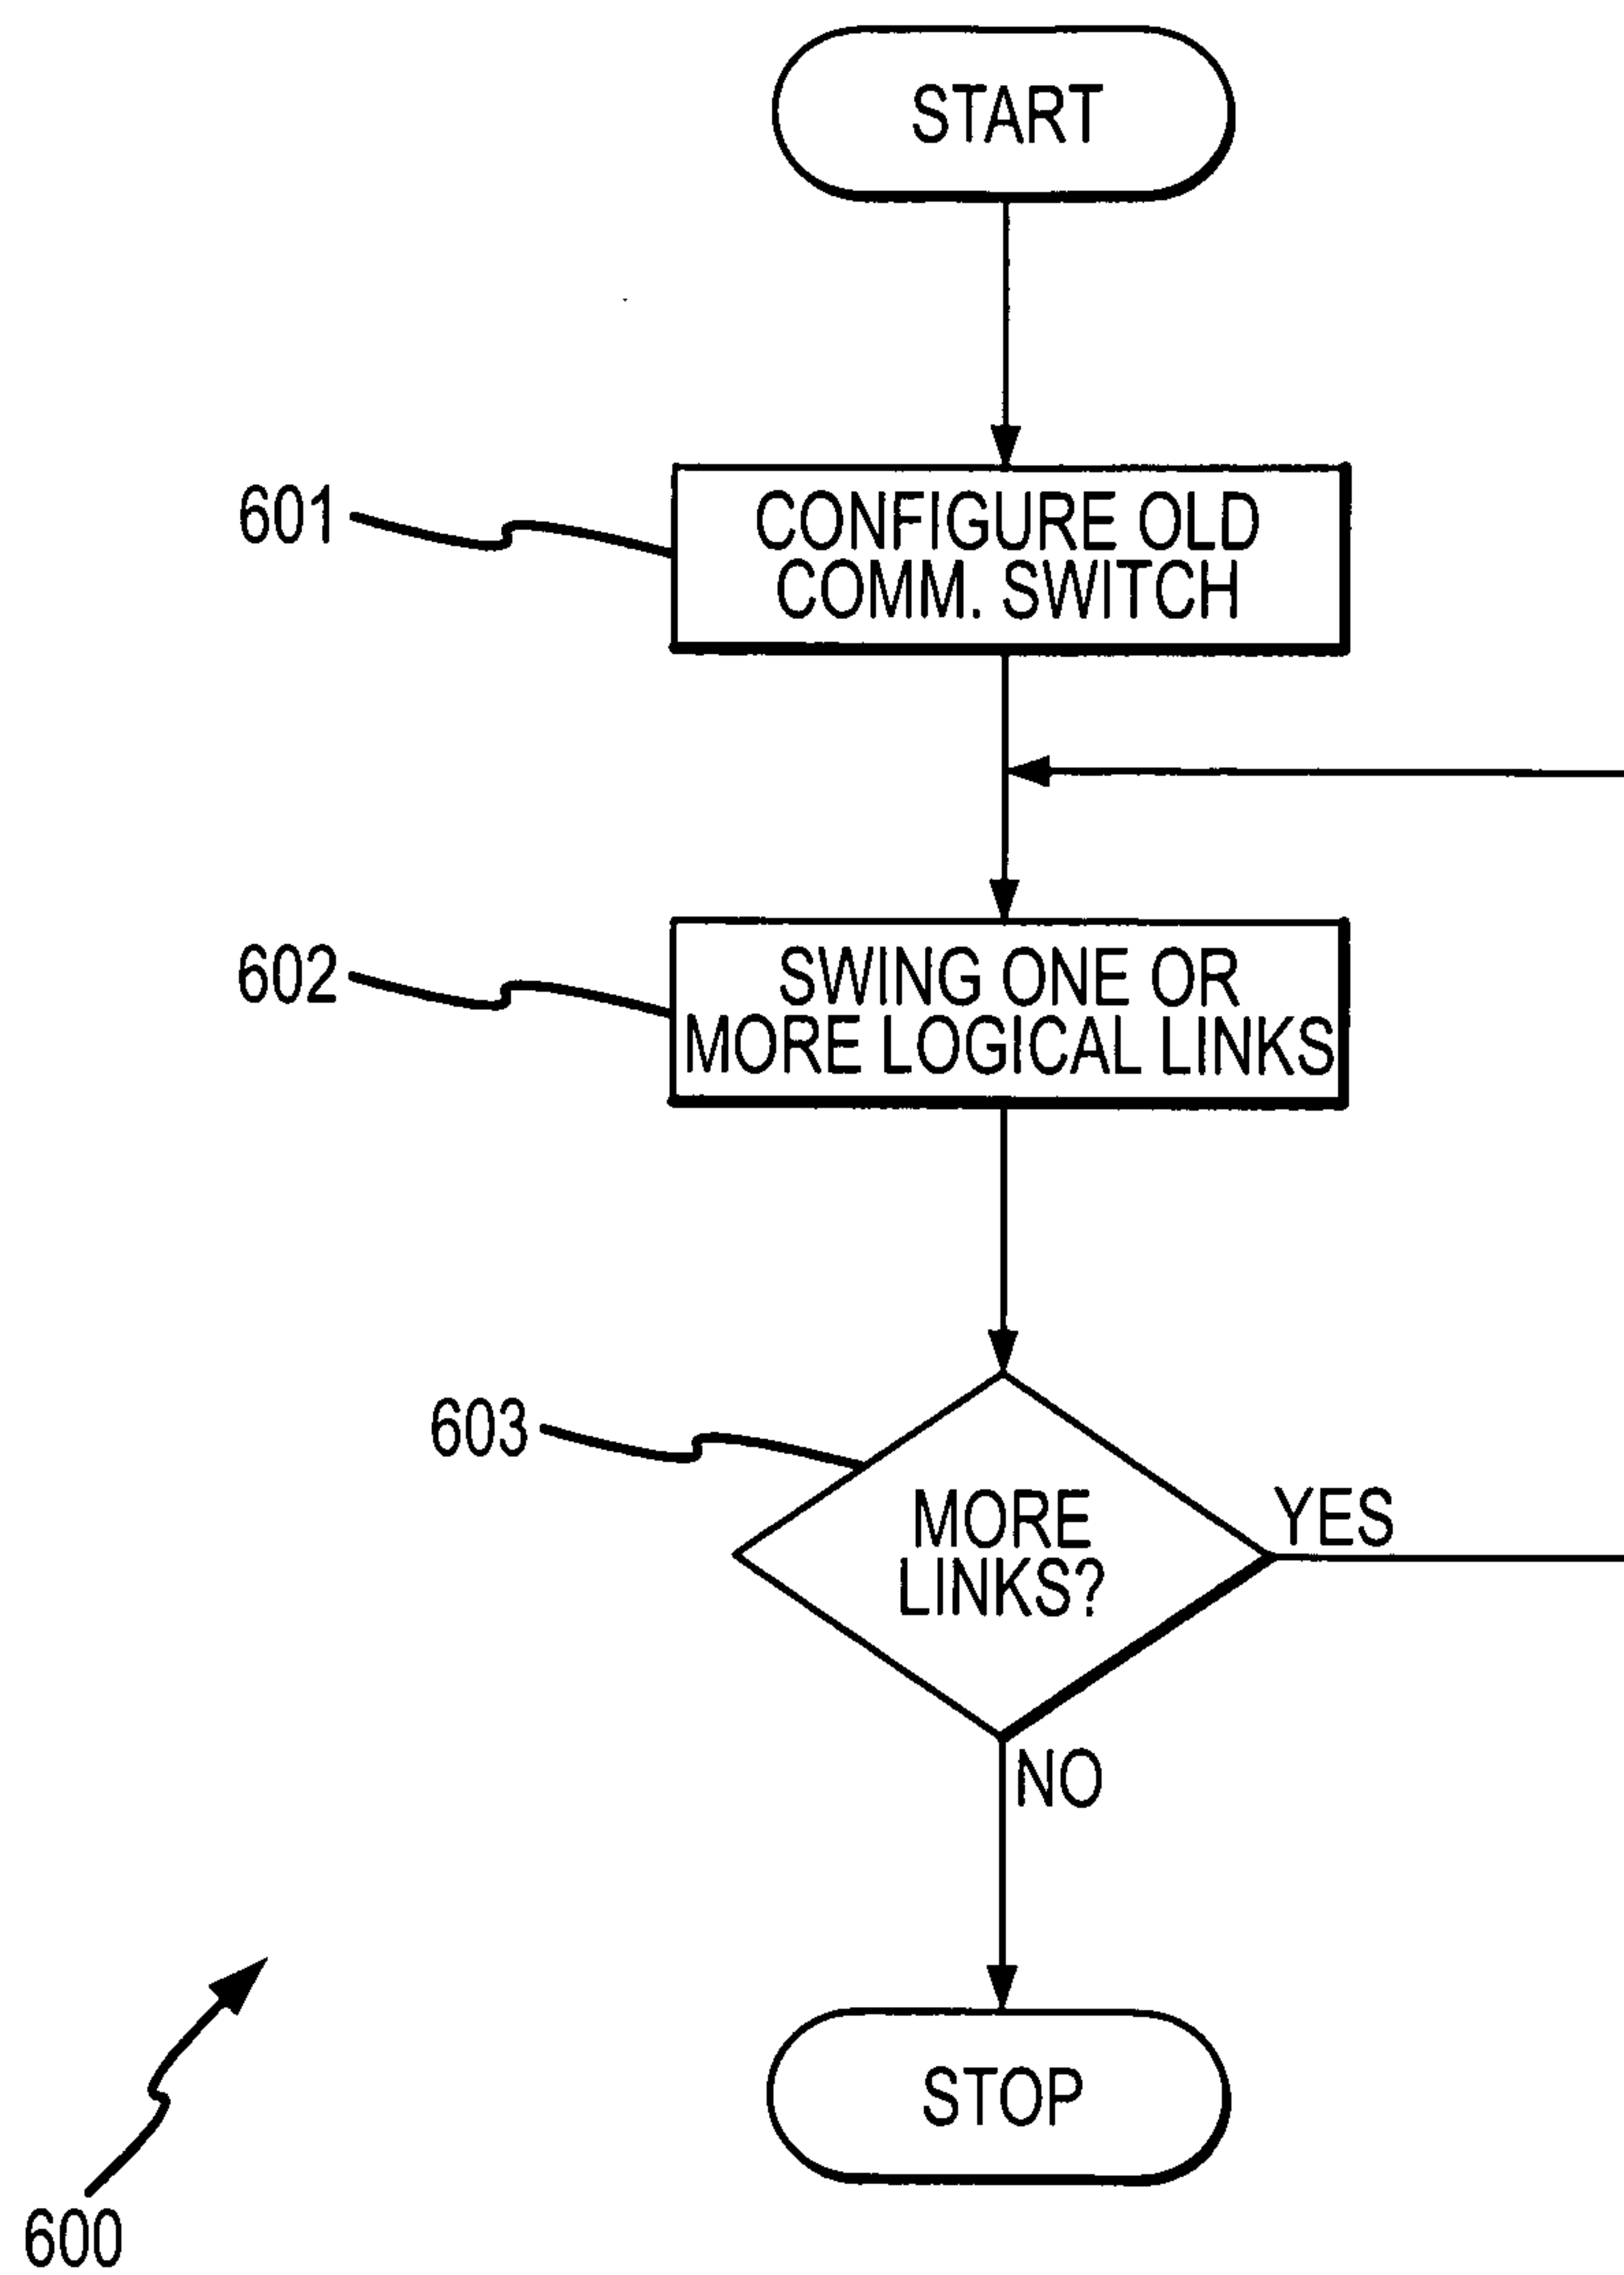 START
601
CONFIGURE OLD
COMM. SWITCH
602
SWING ONE OR
MORE LOGICAL LINKS
603
MORE
LINKS?
YES
NO
STOP
600